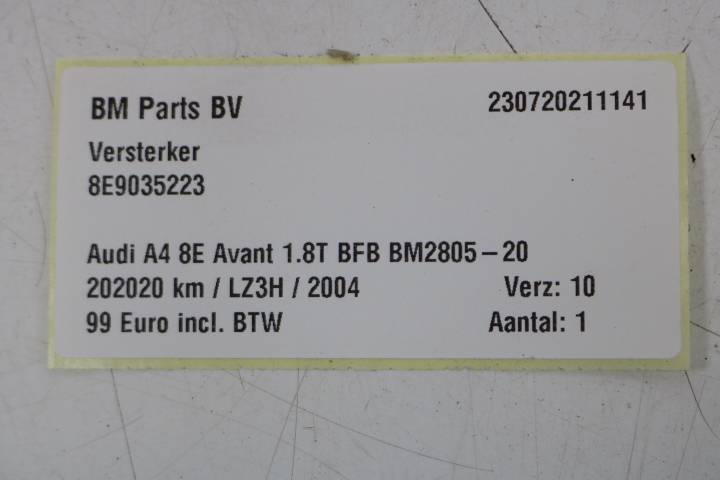 BM Parts BV 230720211141
Versterker
8E9035223
Audi A4 8E Avant 1.8T BFB BM2805-20
202020 km / LZ3H / 2004 Verz: 10
99 Euro incl. BTW Aantal: 1